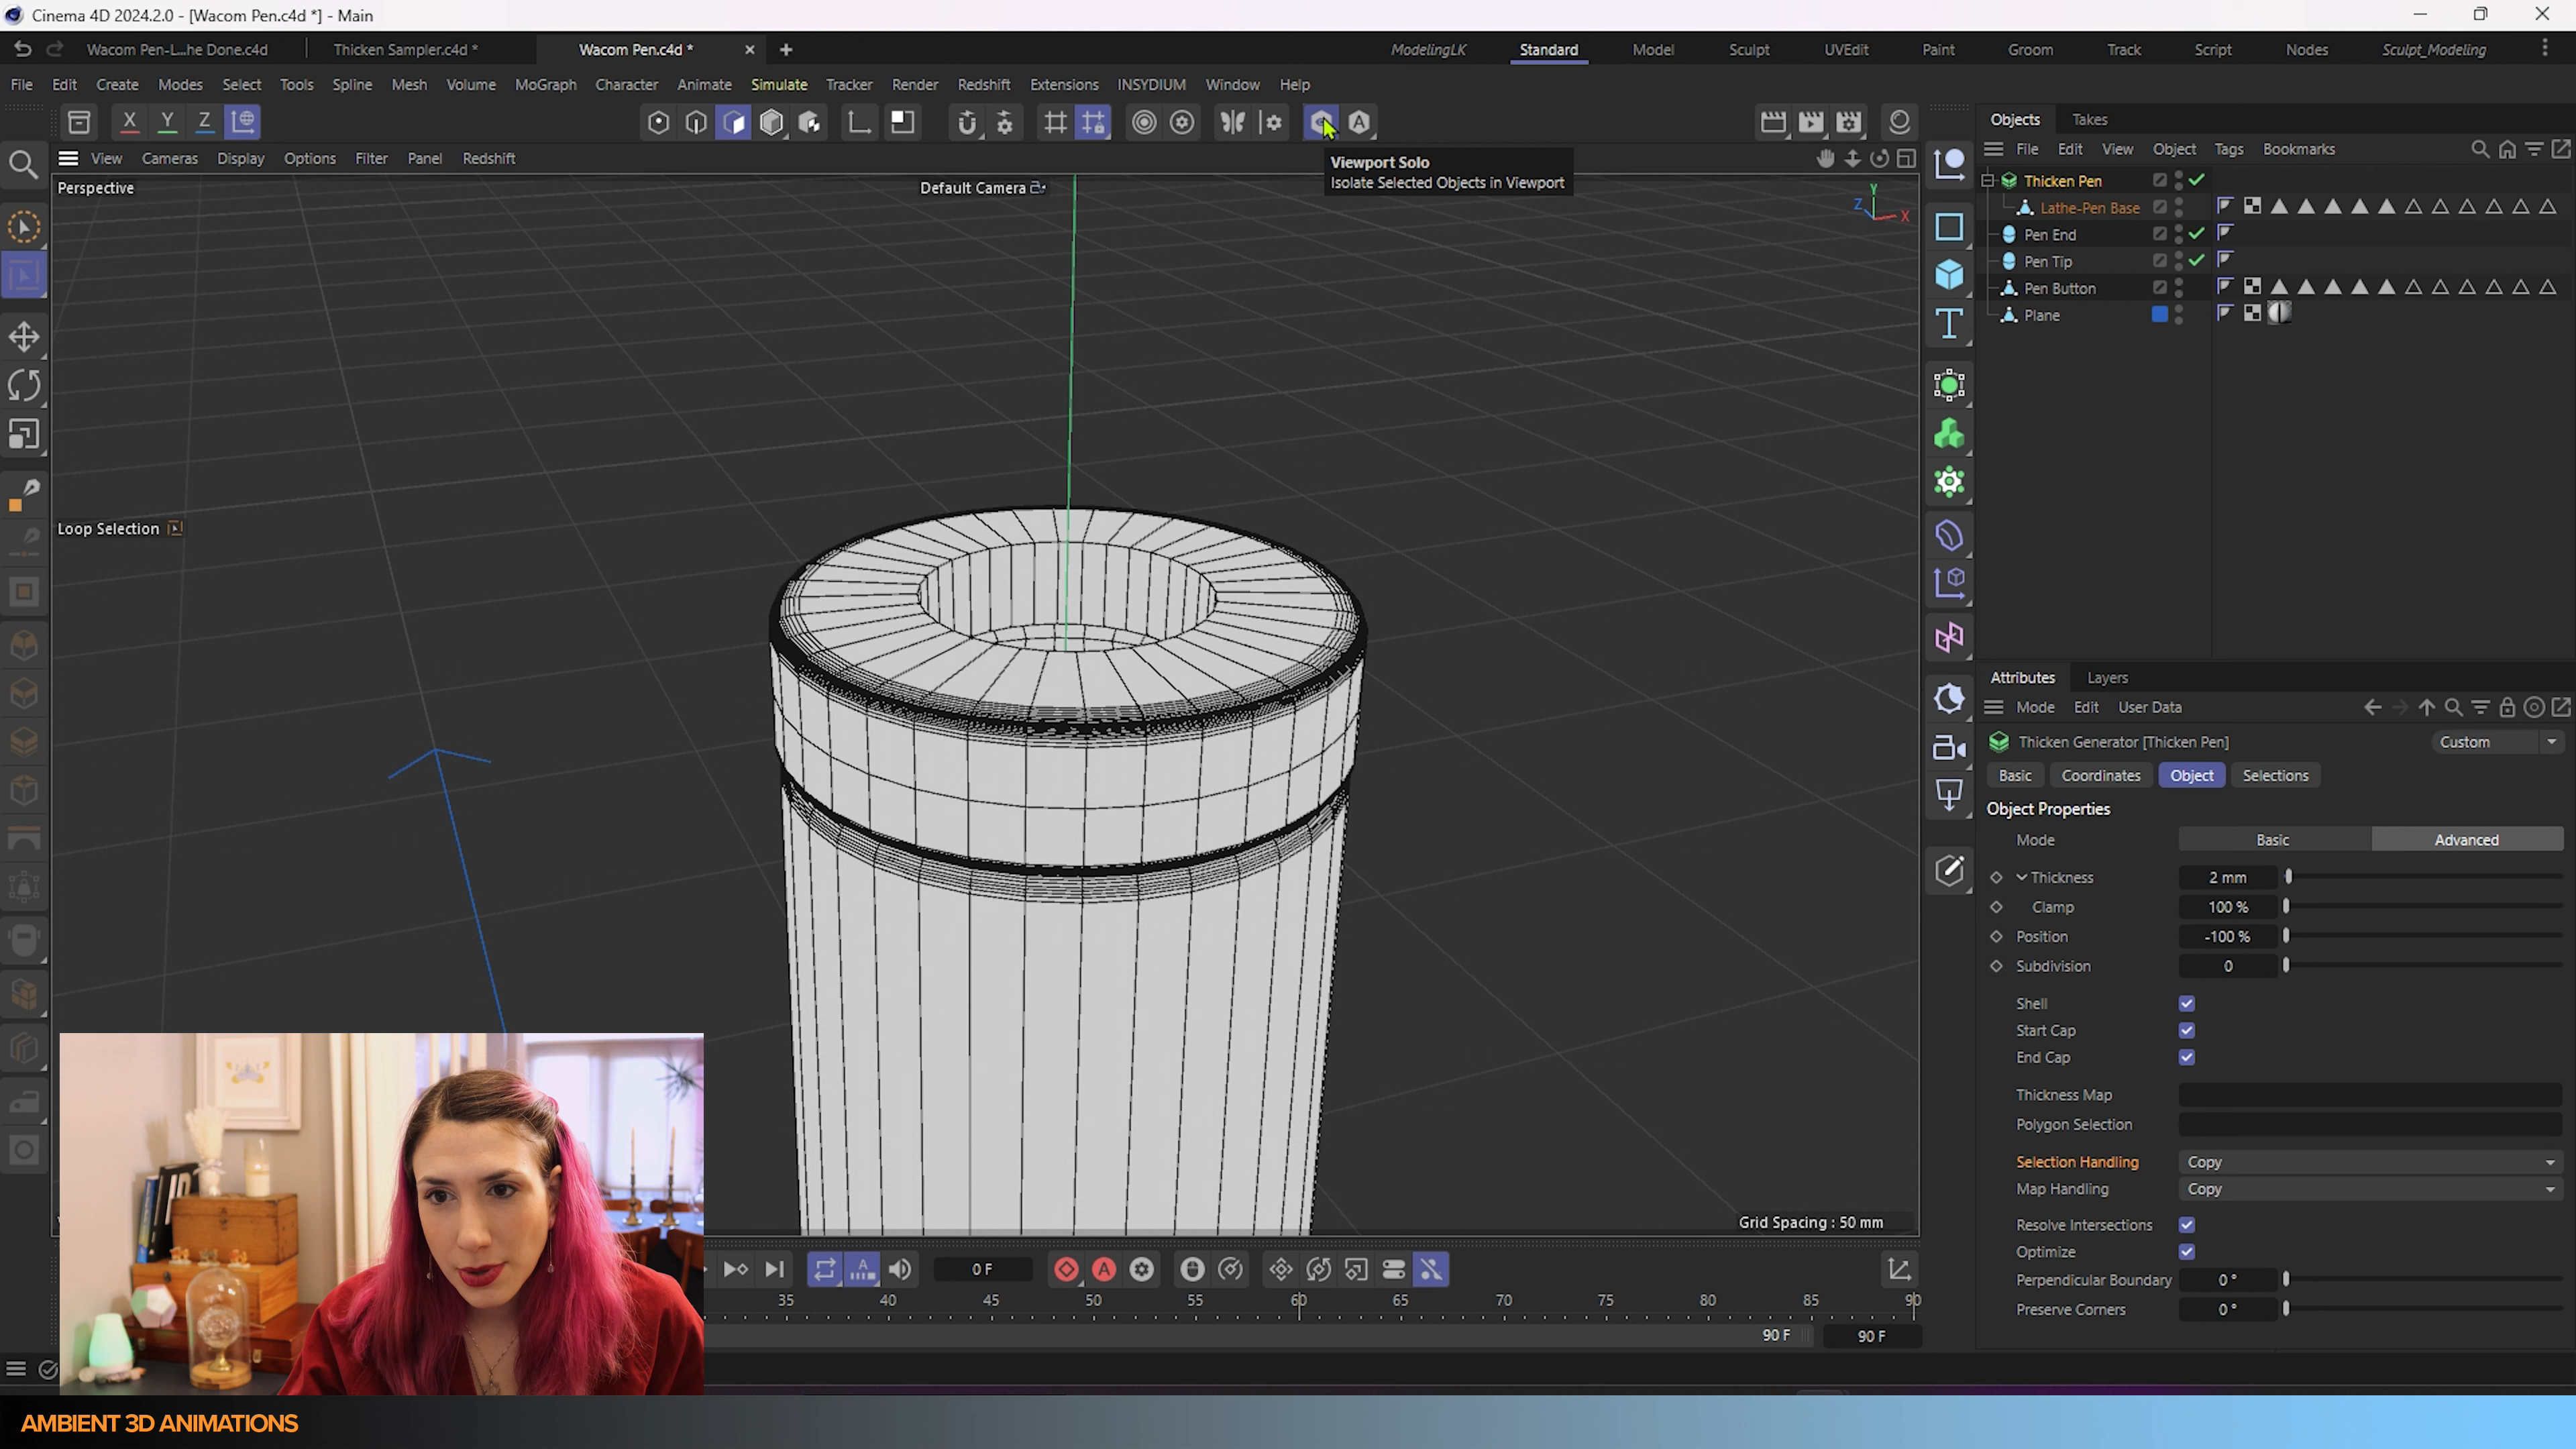 Cinema 4D 2024.2.0 - [Wacom Pen.c4d *] - Main
Wacom Pen-L...he Done.c4d
Thicken Sampler.c4d *
Wacom Pen.c4d *
ModelingLK
Standard
Model
Sculpt
UVEdit
Paint
Groom
Track
Script
Nodes
Sculpt_Modeling
File Edit Create Modes Select Tools Spline Mesh Volume MoGraph Character Animate Simulate Tracker Render Redshift Extensions INSYDIUM Window Help
X Y Z
A
Objects Takes
View Cameras Display Options Filter Panel Redshift
Viewport Solo
Isolate Selected Objects in Viewport
File Edit View Object Tags Bookmarks
Perspective
Default Camera
Y
Z
X
Thicken Pen
Lathe-Pen Base
Pen End
Pen Tip
Pen Button
Plane
T
Loop Selection
Attributes Layers
Mode Edit User Data
Thicken Generator [Thicken Pen]
Custom
Basic Coordinates Object Selections
Object Properties
Mode Basic Advanced
Thickness 2 mm
Clamp 100 %
Position -100 %
Subdivision 0
Shell
Start Cap
End Cap
Thickness Map
Polygon Selection
Selection Handling Copy
Map Handling Copy
Resolve Intersections
Optimize
Perpendicular Boundary 0 °
Preserve Corners 0 °
Grid Spacing : 50 mm
A
0 F
A
35 40 45 50 55 60 65 70 75 80 85 90
90 F
90 F
AMBIENT 3D ANIMATIONS